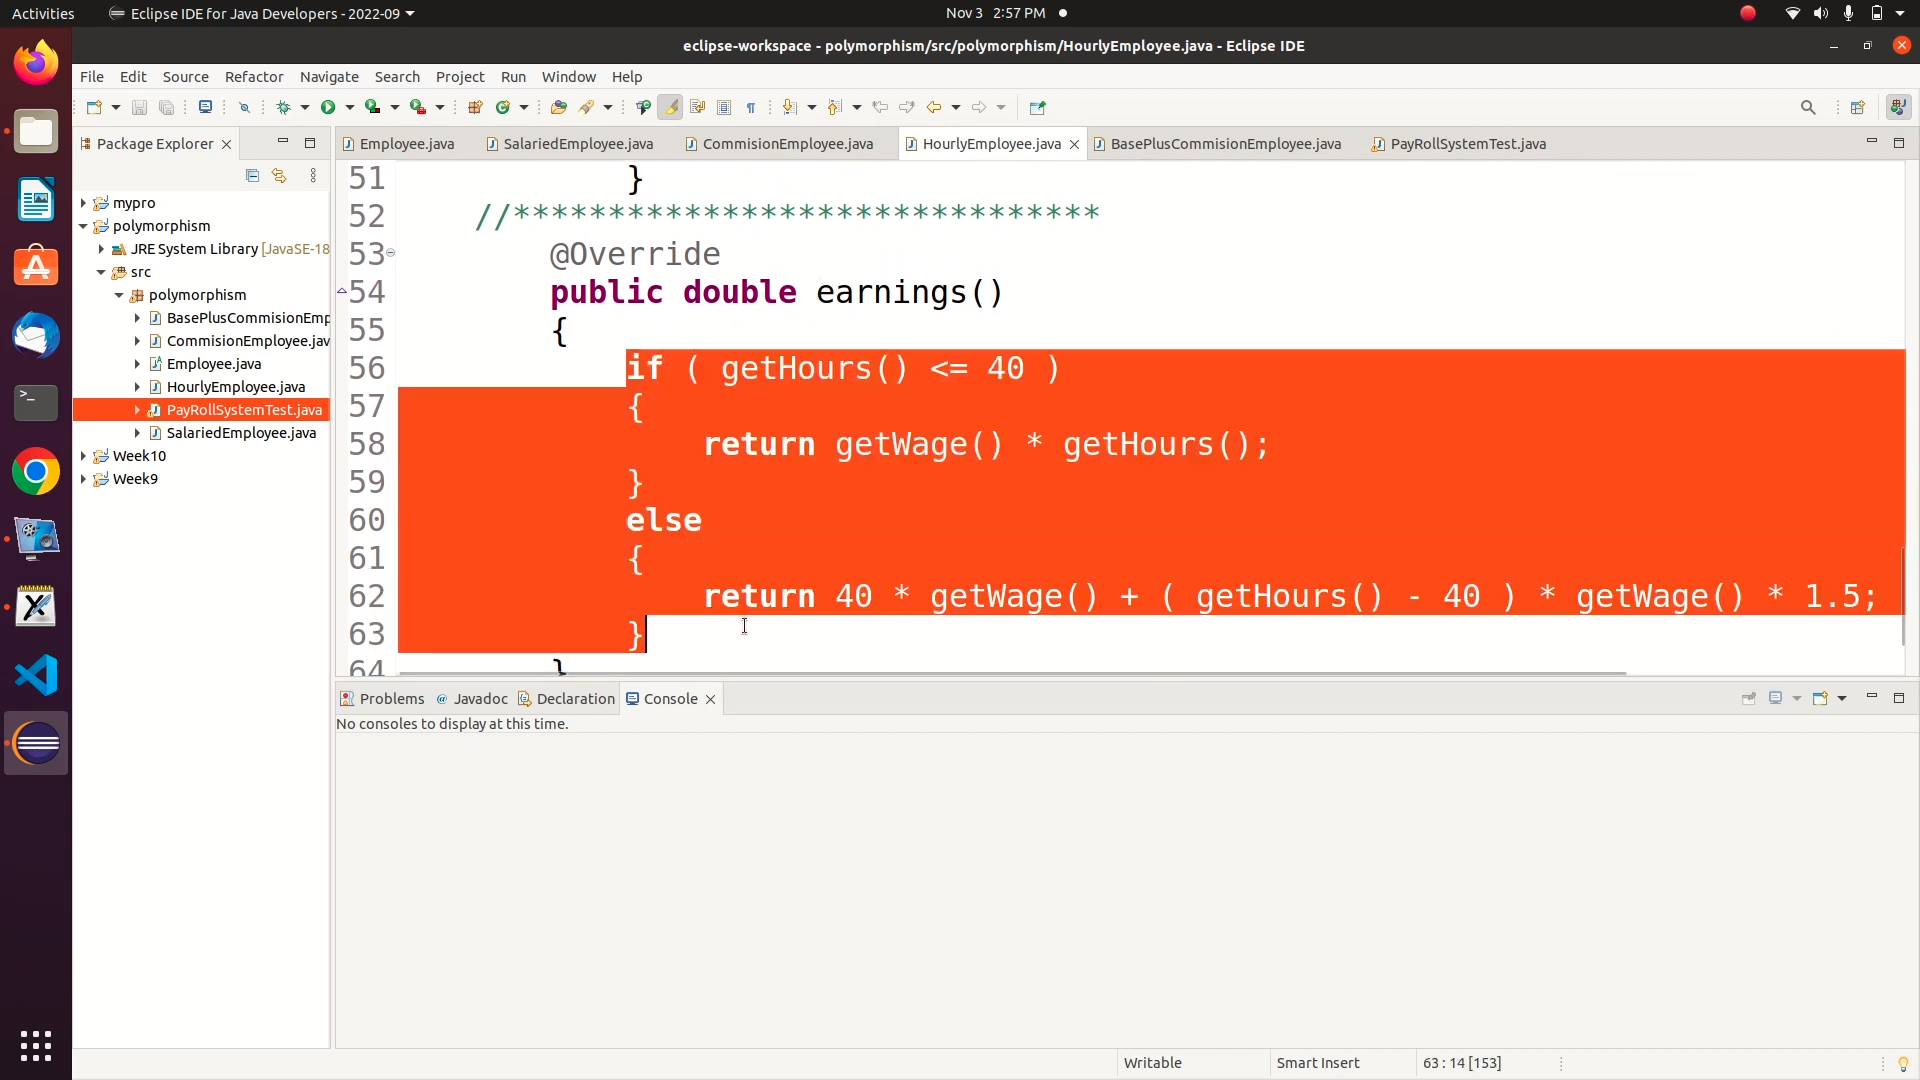 Activities
Eclipse IDE for Java Developers - 2022-09
Nov 3 2:57 PM
eclipse-workspace - polymorphism/src/polymorphism/HourlyEmployee.java - Eclipse IDE
File Edit Source Refactor Navigate Search Project Run Window Help
Package Explorer
Employee.java
SalariedEmployee.java
CommisionEmployee.java
HourlyEmployee.java
BasePlusCommisionEmployee.java
PayRollSystemTest.java
mypro
polymorphism
JRE System Library [JavaSE-18
src
polymorphism
BasePlusCommisionEmp
CommisionEmployee.jav
Employee.java
HourlyEmployee.java
PayRollSystemTest.java
SalariedEmployee.java
Week10
Week9
51 }
52 //*******************************
53 @Override
54 public double earnings()
55 {
56 if ( getHours() <= 40 )
57 {
58 return getWage() * getHours();
59 }
60 else
61 {
62 return 40 * getWage() + ( getHours() - 40 ) * getWage() * 1.5;
63 }
64 }
Problems
@ Javadoc
Declaration
Console
No consoles to display at this time.
Writable
Smart Insert
63 : 14 [153]